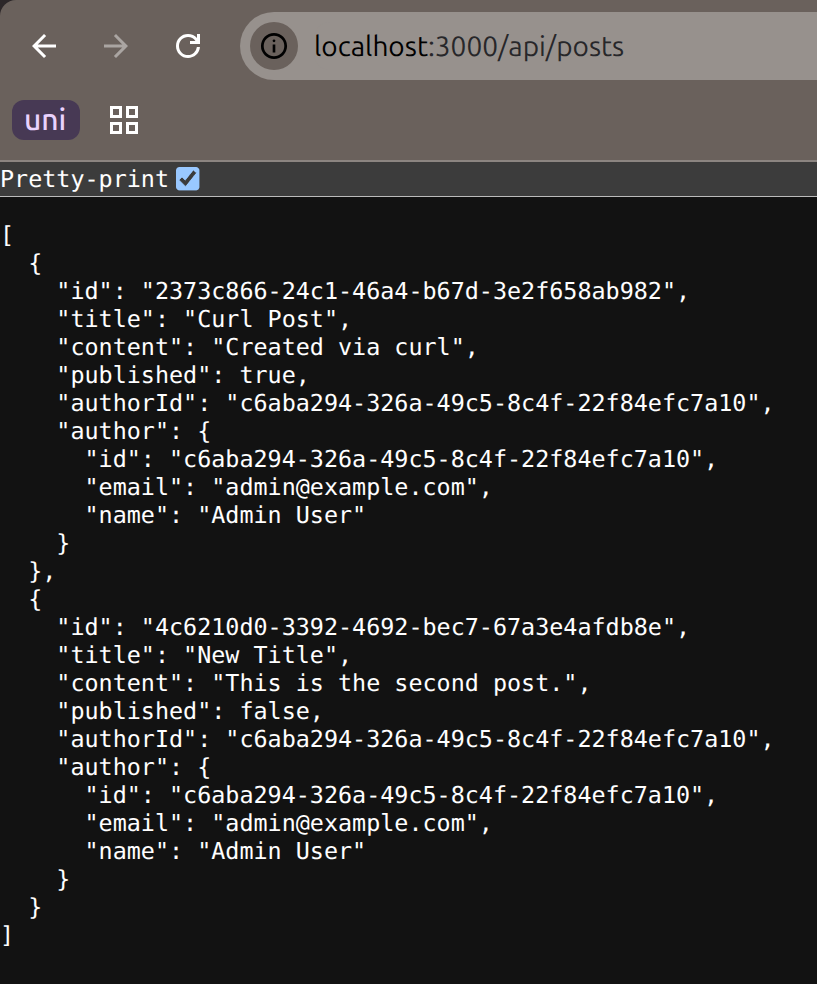 localhost:3000/api/posts
uni
Pretty-print
[
  {
    "id": "2373c866-24c1-46a4-b67d-3e2f658ab982",
    "title": "Curl Post",
    "content": "Created via curl",
    "published": true,
    "authorId": "c6aba294-326a-49c5-8c4f-22f84efc7a10",
    "author": {
      "id": "c6aba294-326a-49c5-8c4f-22f84efc7a10",
      "email": "admin@example.com",
      "name": "Admin User"
    }
  },
  {
    "id": "4c6210d0-3392-4692-bec7-67a3e4afdb8e",
    "title": "New Title",
    "content": "This is the second post.",
    "published": false,
    "authorId": "c6aba294-326a-49c5-8c4f-22f84efc7a10",
    "author": {
      "id": "c6aba294-326a-49c5-8c4f-22f84efc7a10",
      "email": "admin@example.com",
      "name": "Admin User"
    }
  }
]